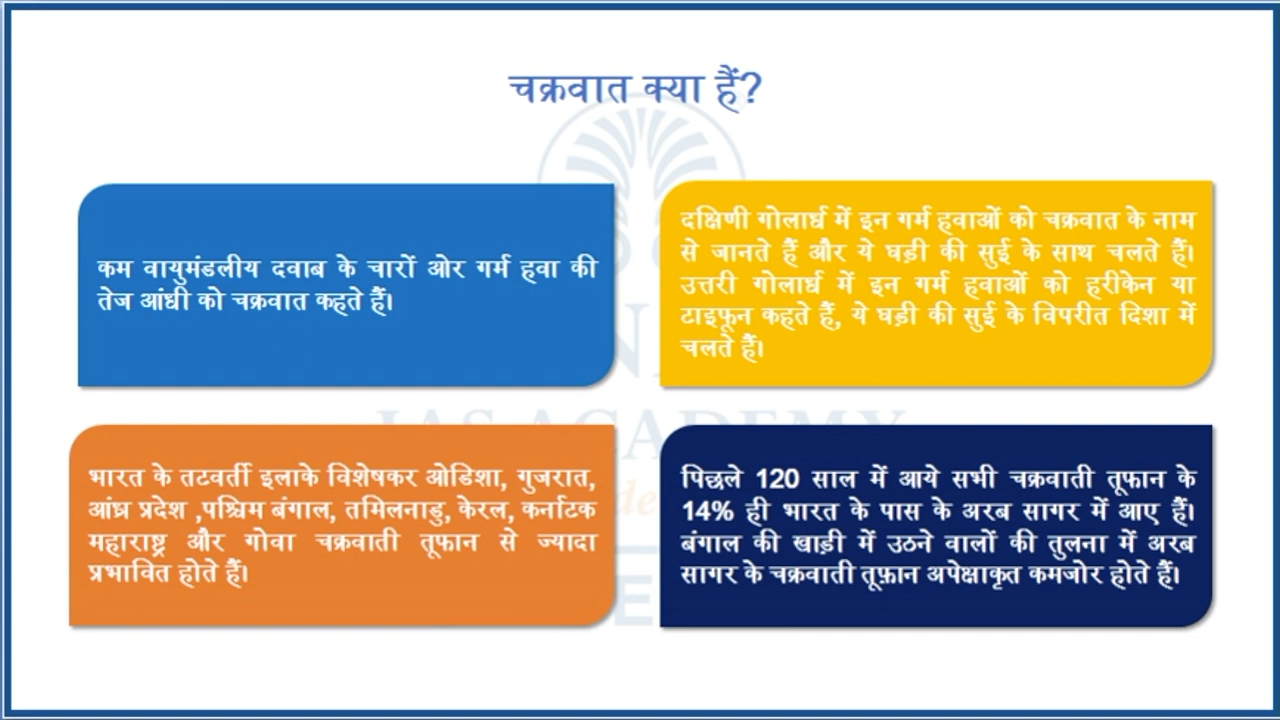 चक्रवात क्या हैं?
कम वायुमंडलीय दवाब के चारों ओर गर्म हवा की
तेज आंधी को चक्रवात कहते हैं।
दक्षिणी गोलार्ध में इन गर्म हवाओं को चक्रवात के नाम
से जानते हैं और ये घड़ी की सुई के साथ चलते हैं।
उत्तरी गोलार्ध में इन गर्म हवाओं को हरीकेन या
टाइफून कहते हैं, ये घड़ी की सुई के विपरीत दिशा में
चलते हैं।
भारत के तटवर्ती इलाके विशेषकर ओडिशा, गुजरात,
आंध्र प्रदेश ,पश्चिम बंगाल, तमिलनाडु, केरल, कर्नाटक
महाराष्ट्र और गोवा चक्रवाती तूफान से ज्यादा
प्रभावित होते हैं।
पिछले 120 साल में आये सभी चक्रवाती तूफान के
14% ही भारत के पास के अरब सागर में आए हैं।
बंगाल की खाड़ी में उठने वालों की तुलना में अरब
सागर के चक्रवाती तूफ़ान अपेक्षाकृत कमजोर होते हैं।
IAS ACADEMY